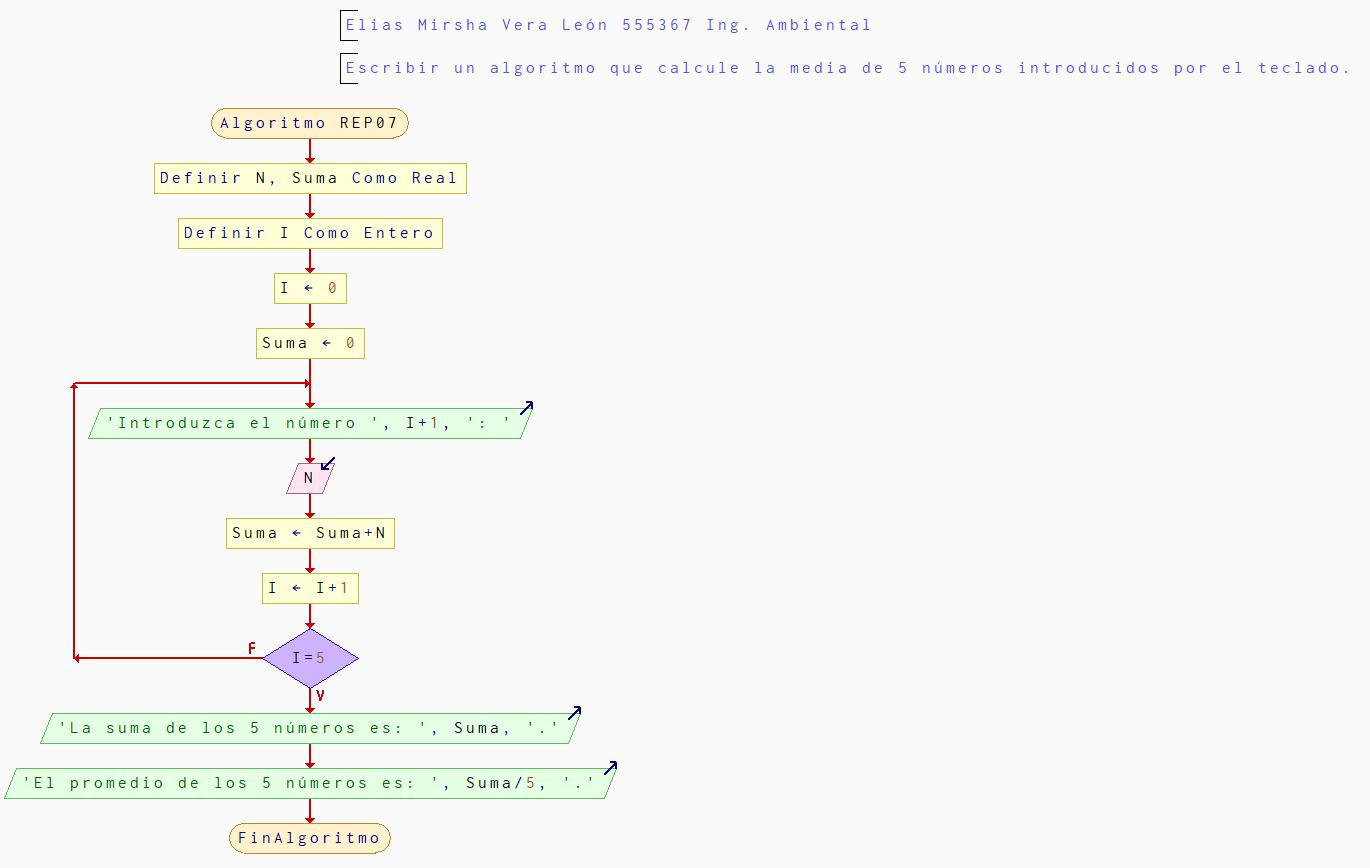 Elias Mirsha Vera León 555367 Ing. Ambiental
Escribir un algoritmo que calcule la media de 5 números introducidos por el teclado.
Algoritmo REP07
Definir N, Suma Como Real
Definir I Como Entero
I ← 0
Suma ← 0
'Introduzca el número ', I+1, ': '
N
Suma ← Suma+N
I ← I+1
F
I=5
V
'La suma de los 5 números es: ', Suma, '.'
'El promedio de los 5 números es: ', Suma/5, '.'
FinAlgoritmo